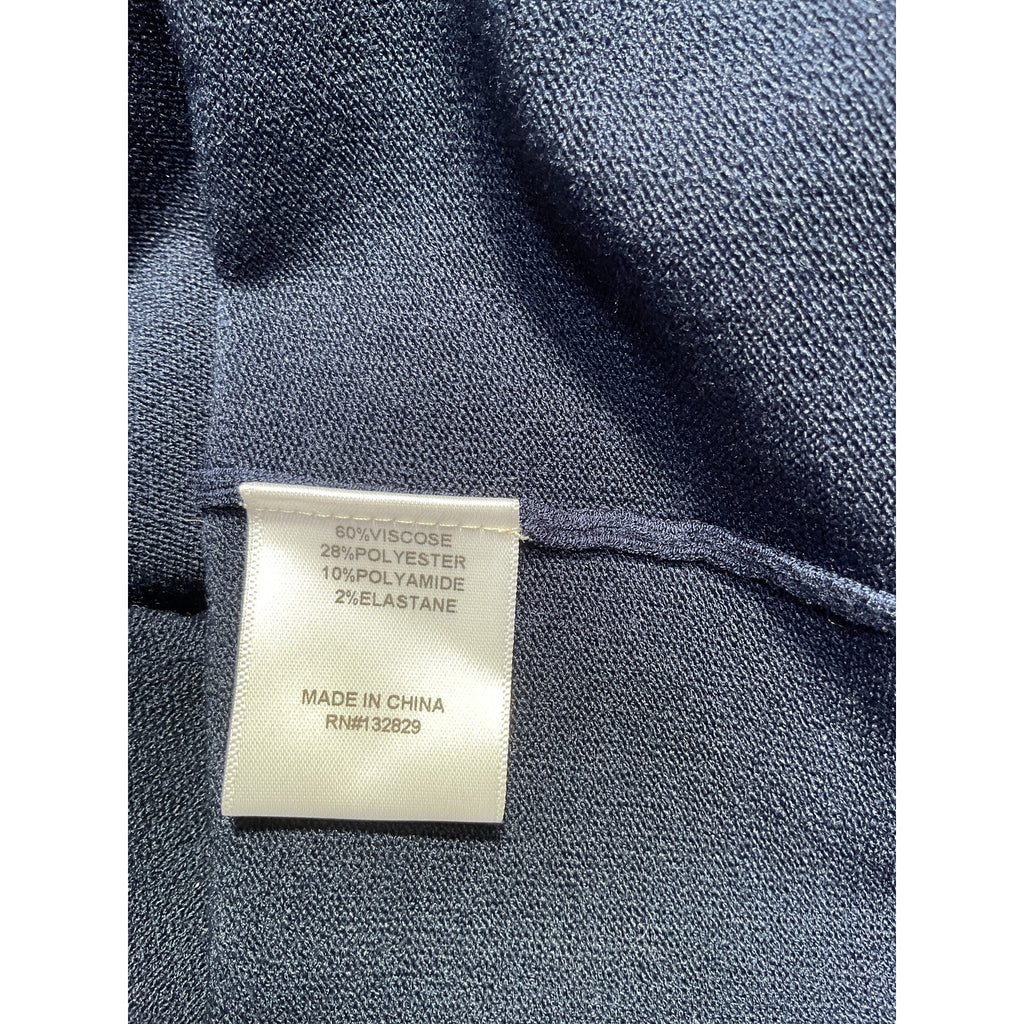 60%VISCOSE
28%POLYESTER
10%POLYAMIDE
2%ELASTANE
MADE IN CHINA
RN#132829